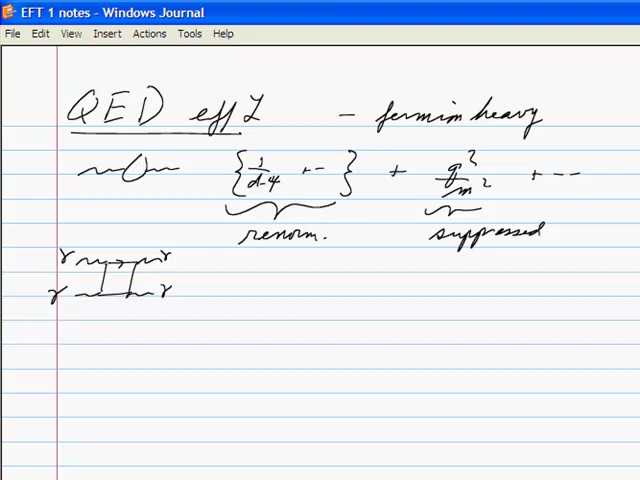 EFT 1 notes - Windows Journal
File Edit View Insert Actions Tools Help
QED eff L - fermion heavy
{ 1/d-4 + -- } + q²/m² + ---
renorm. suppressed
γ γ
γ γ